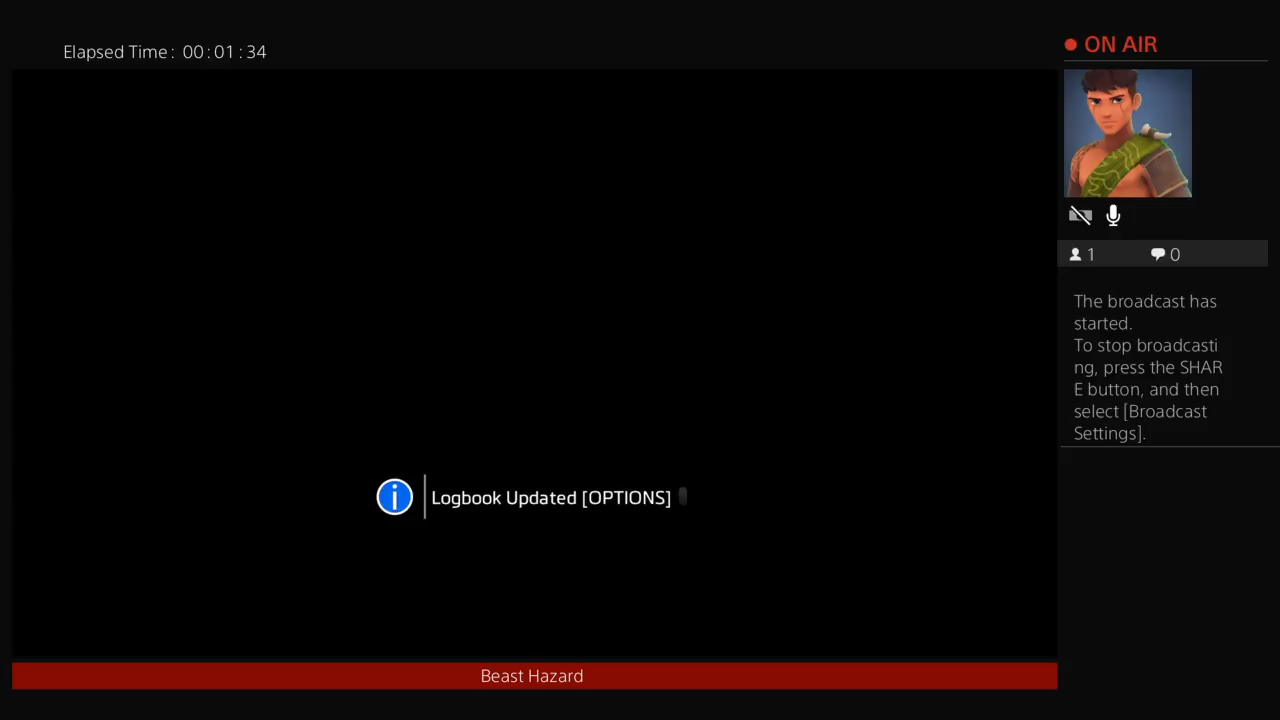 Elapsed Time: 00:01:34
ON AIR
1 0
The broadcast has
started.
To stop broadcasti
ng, press the SHAR
E button, and then
select [Broadcast
Settings].
Logbook Updated [OPTIONS]
Beast Hazard